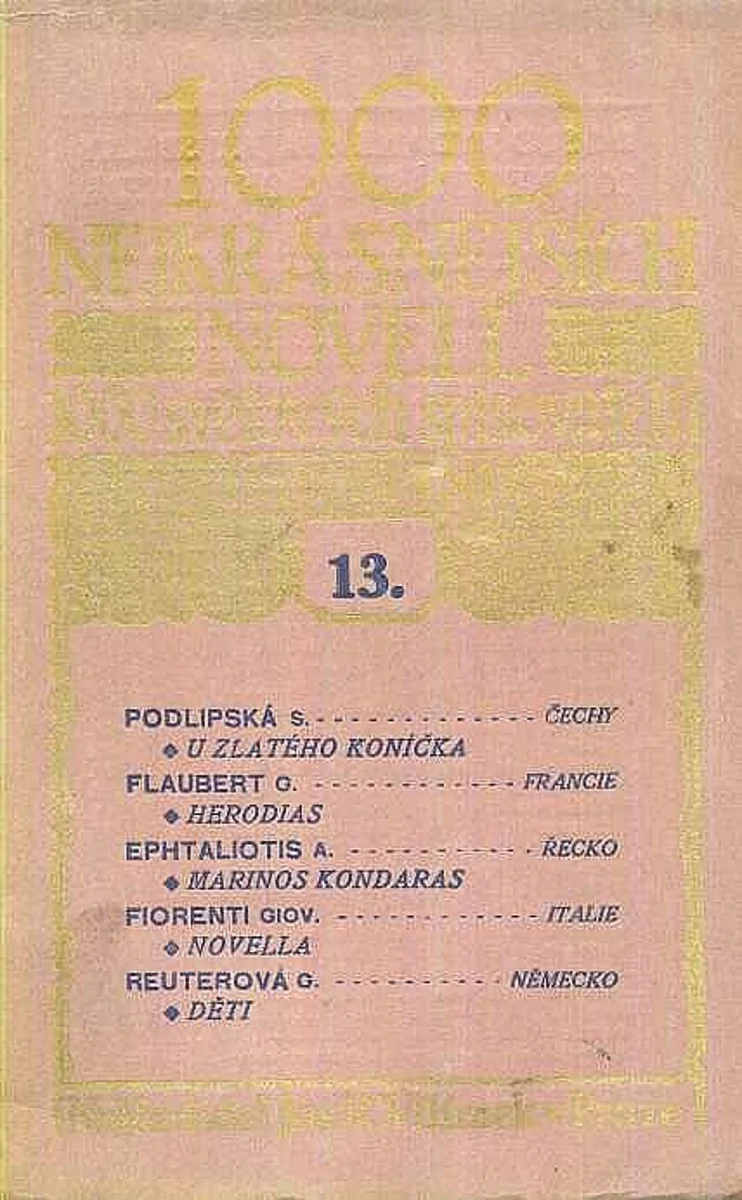 1000
NEJKRÁSNĚJŠÍCH
NOVELL
13.
PODLIPSKÁ S. - - - - - - - - - - - - - - ČECHY
◆ U ZLATÉHO KONÍČKA
FLAUBERT G. - - - - - - - - - - - - FRANCIE
◆ HERODIAS
EPHTALIOTIS A. - - - - - - - - - - - ŘECKO
◆ MARINOS KONDARAS
FIORENTI GIOV. - - - - - - - - - - - - ITALIE
◆ NOVELLA
REUTEROVÁ G. - - - - - - - - - - NĚMECKO
◆ DĚTI